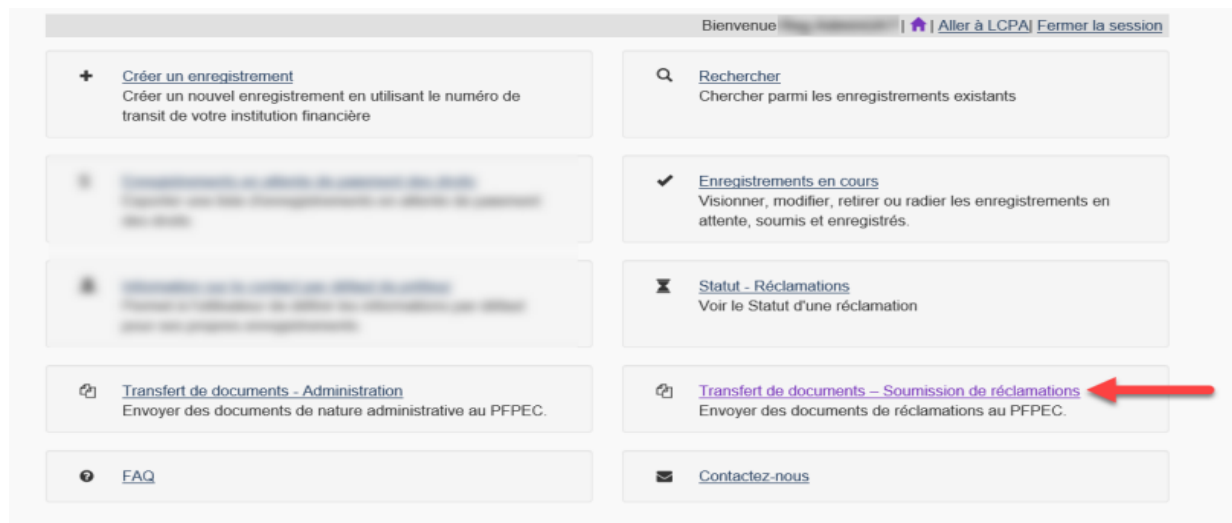 Bienvenue | | Aller à LCPA| Fermer la session
Créer un enregistrement
Créer un nouvel enregistrement en utilisant le numéro de
transit de votre institution financière
Rechercher
Chercher parmi les enregistrements existants
Enregistrements en cours
Visionner, modifier, retirer ou radier les enregistrements en
attente, soumis et enregistrés.
Statut - Réclamations
Voir le Statut d'une réclamation
Transfert de documents - Administration
Envoyer des documents de nature administrative au PFPEC.
Transfert de documents – Soumission de réclamations
Envoyer des documents de réclamations au PFPEC.
FAQ
Contactez-nous